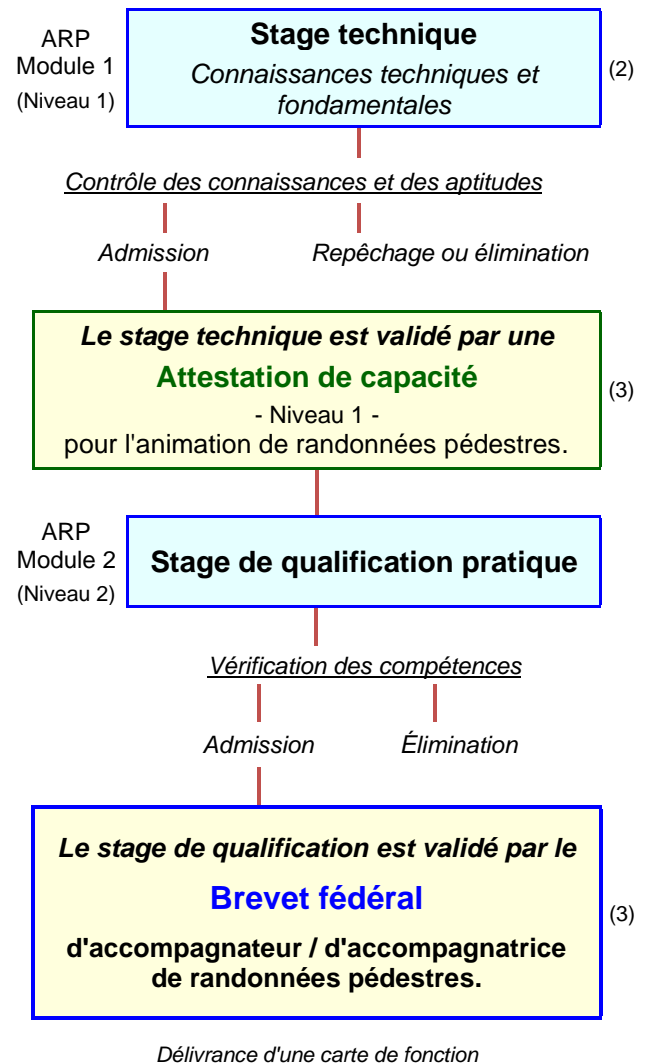 ARP
Module 1
(Niveau 1)
Stage technique
Connaissances techniques et
fondamentales
(2)
Contrôle des connaissances et des aptitudes
Admission
Repêchage ou élimination
Le stage technique est validé par une
Attestation de capacité
- Niveau 1 -
pour l'animation de randonnées pédestres.
(3)
ARP
Module 2
(Niveau 2)
Stage de qualification pratique
Vérification des compétences
Admission
Élimination
Le stage de qualification est validé par le
Brevet fédéral
d'accompagnateur / d'accompagnatrice
de randonnées pédestres.
(3)
Délivrance d'une carte de fonction